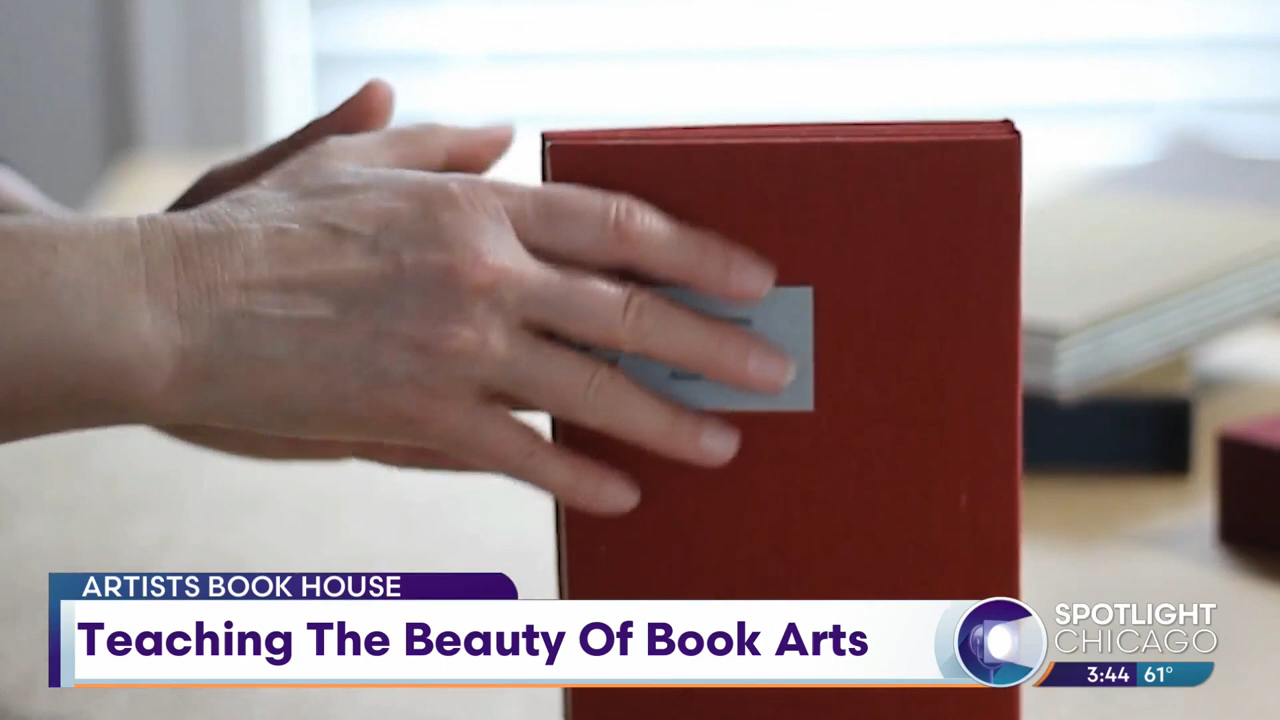 ARTISTS BOOK HOUSE
Teaching The Beauty Of Book Arts
SPOTLIGHT
CHICAGO
3:44 61°